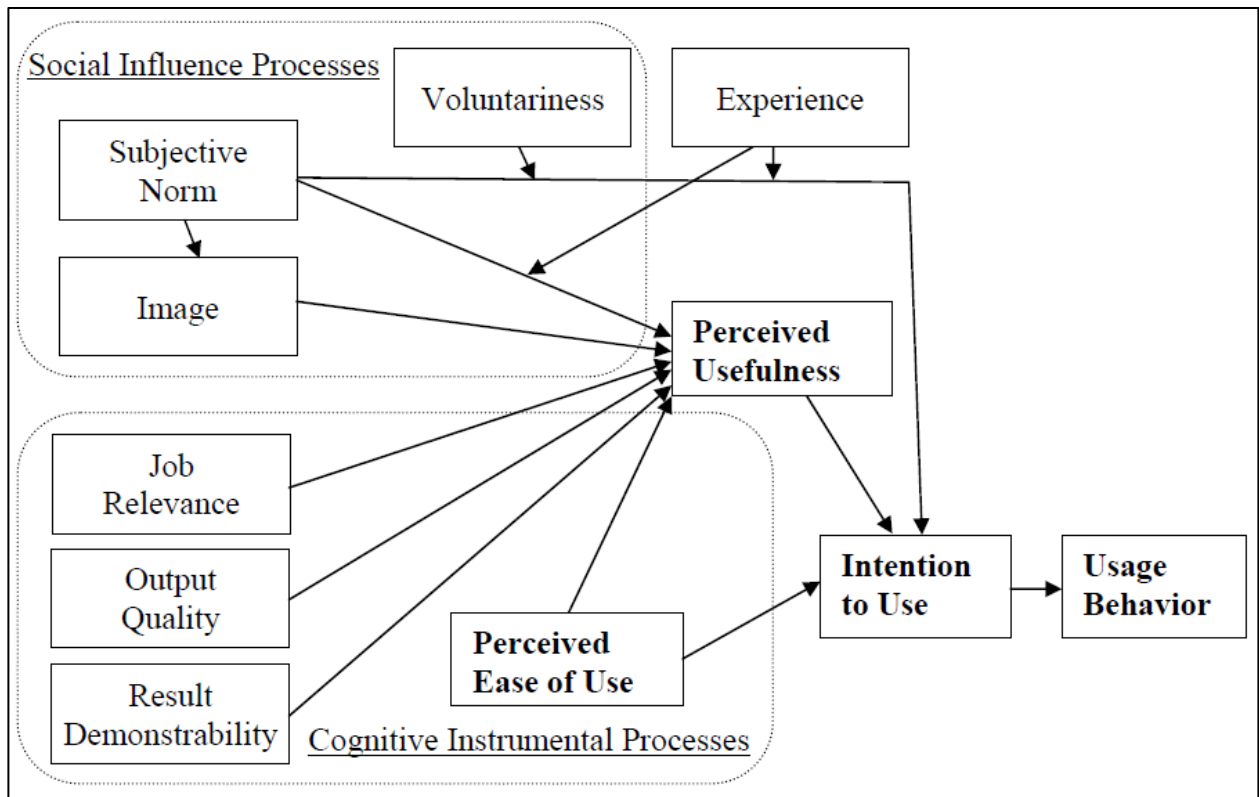 Social Influence Processes
Voluntariness
Experience
Subjective
Norm
Image
Perceived
Usefulness
Job
Relevance
Output
Quality
Intention
to Use
Usage
Behavior
Perceived
Ease of Use
Result
Demonstrability
Cognitive Instrumental Processes